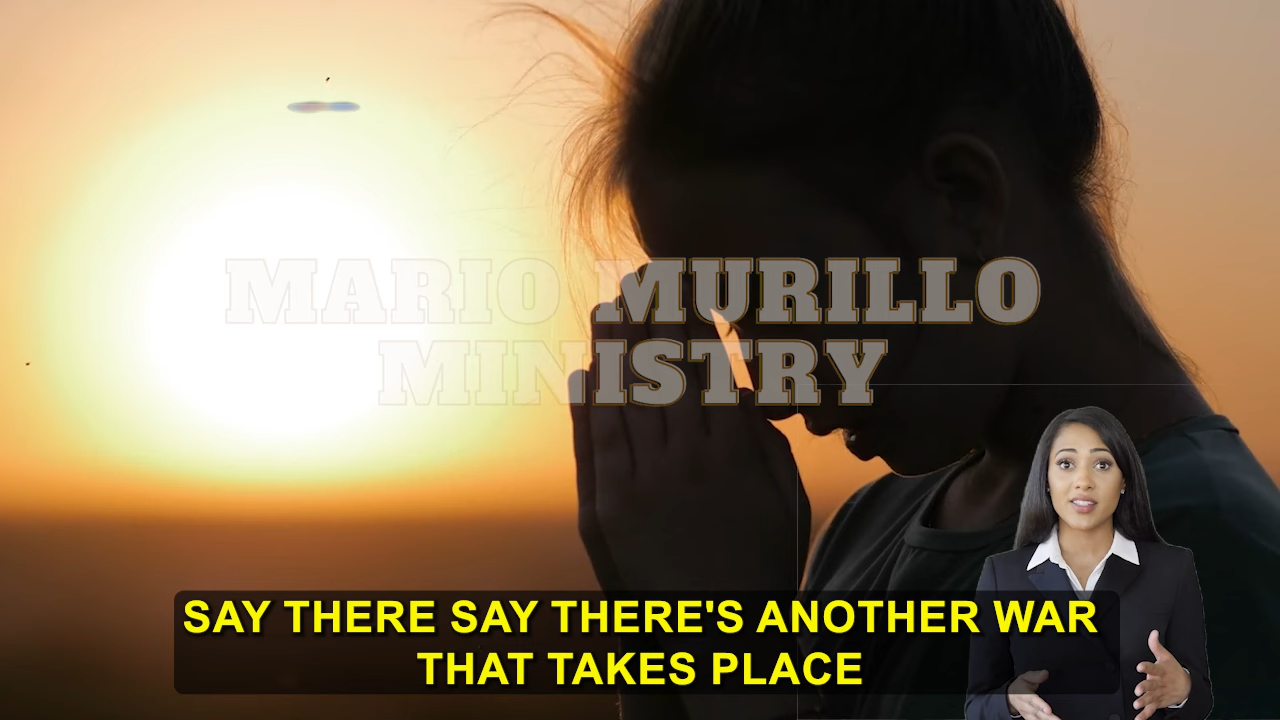 MARIO MURILLO
MINISTRY
SAY THERE SAY THERE'S ANOTHER WAR
THAT TAKES PLACE